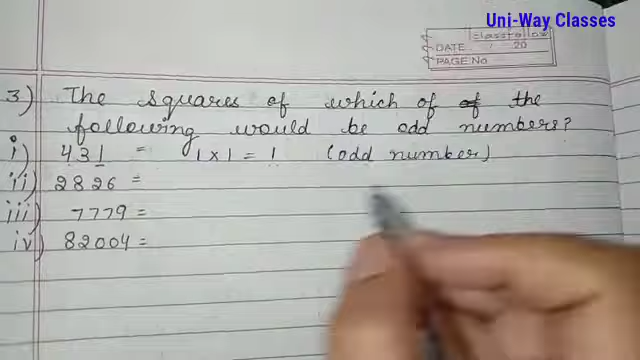 Uni-Way Classes
Classfellow
DATE / 20
PAGE No
3) The squares of which of the
following would be odd numbers?
i) 431 = 1 x 1 = 1 (odd number)
ii) 2826 =
iii) 7779 =
iv) 82004 =